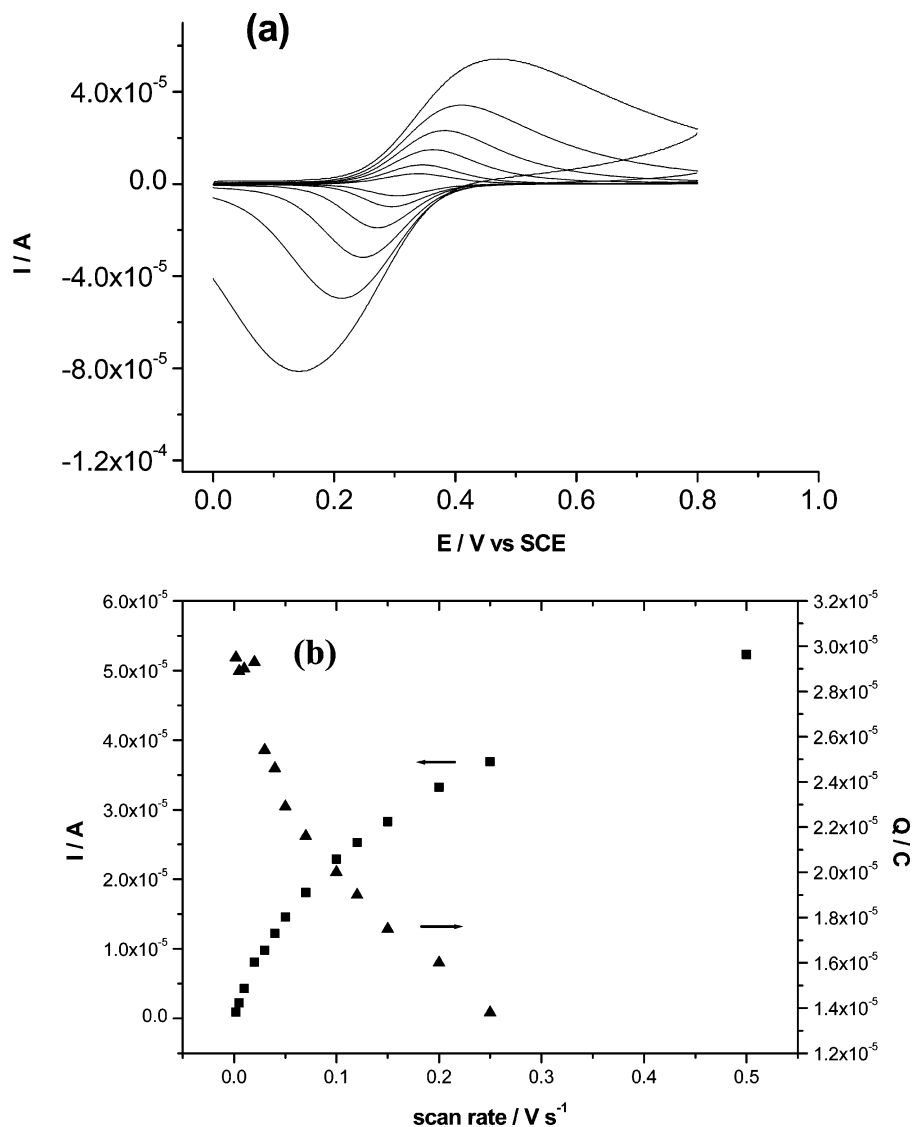 (a)
4.0x10-5
0.0
-4.0x10-5
-8.0x10-5
-1.2x10-4
I / A
0.0 0.2 0.4 0.6 0.8 1.0
E / V vs SCE
(b)
6.0x10-5
5.0x10-5
4.0x10-5
3.0x10-5
2.0x10-5
1.0x10-5
0.0
I / A
3.2x10-5
3.0x10-5
2.8x10-5
2.6x10-5
2.4x10-5
2.2x10-5
2.0x10-5
1.8x10-5
1.6x10-5
1.4x10-5
1.2x10-5
Q / C
0.0 0.1 0.2 0.3 0.4 0.5
scan rate / V s-1